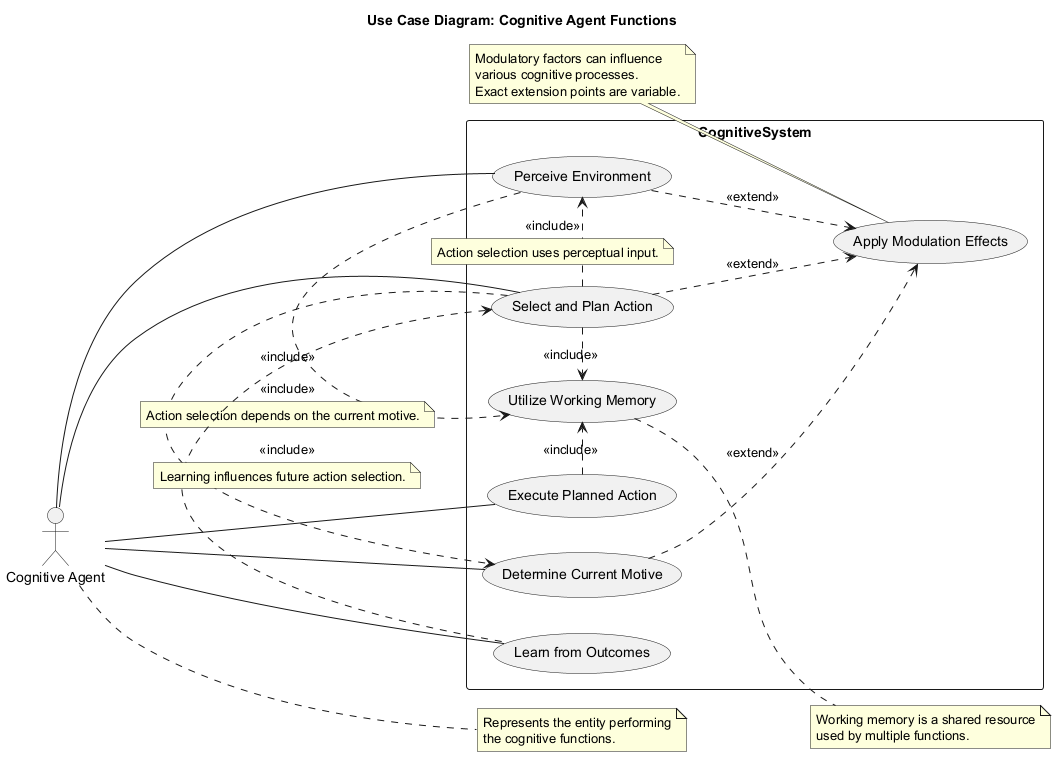 Use Case Diagram: Cognitive Agent Functions
Modulatory factors can influence
various cognitive processes.
Exact extension points are variable.
CognitiveSystem
Perceive Environment
«extend»
«include»
Apply Modulation Effects
Action selection uses perceptual input.
«extend»
Select and Plan Action
«include»
«include»
«include»
Utilize Working Memory
Action selection depends on the current motive.
«include»
«include»
«extend»
Learning influences future action selection.
Execute Planned Action
Determine Current Motive
Cognitive Agent
Learn from Outcomes
Represents the entity performing
the cognitive functions.
Working memory is a shared resource
used by multiple functions.